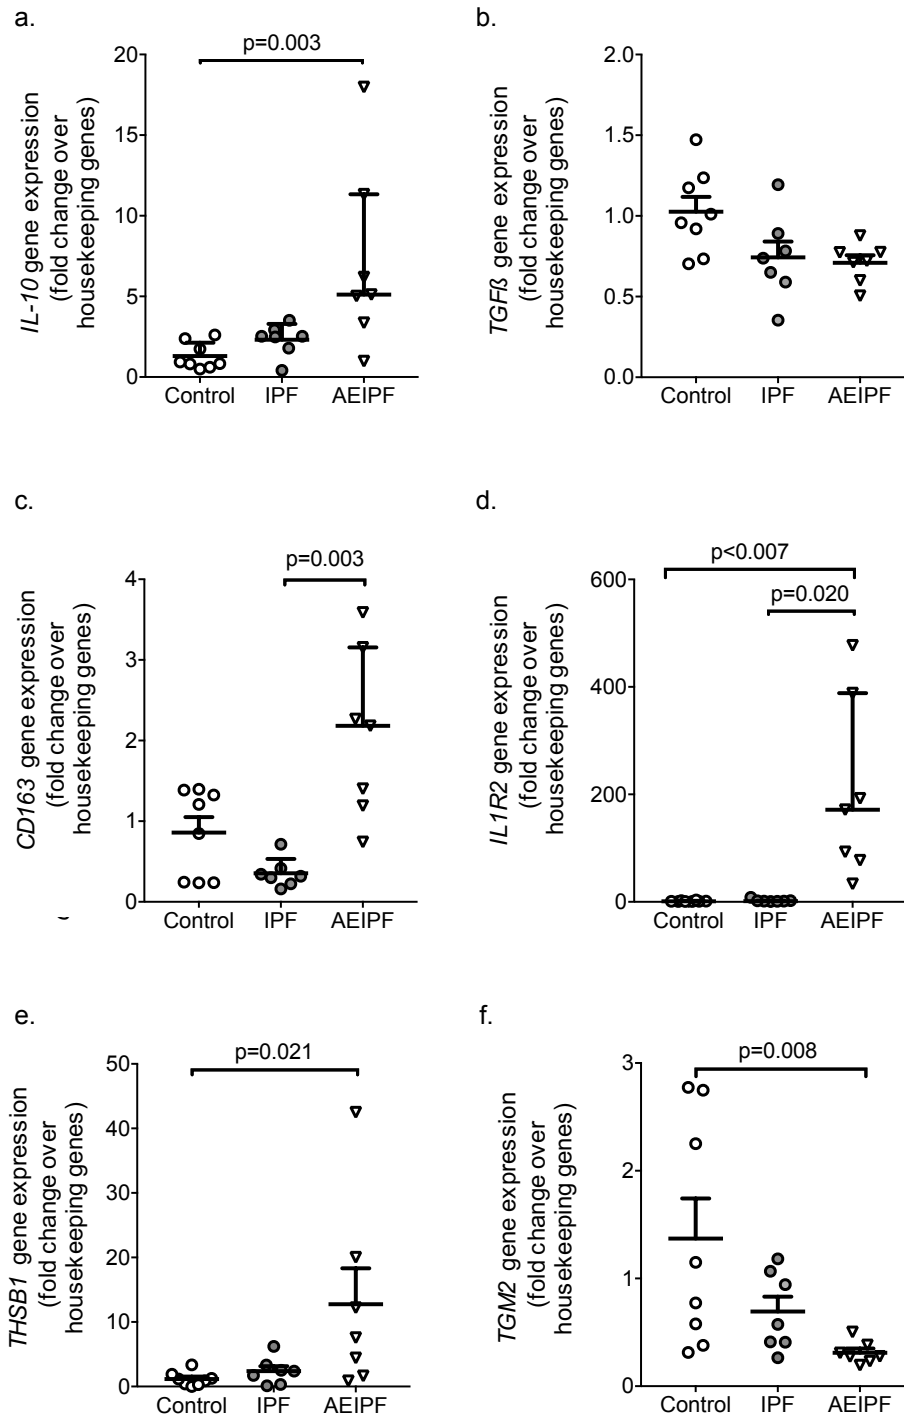 a.
p=0.003
IL-10 gene expression
(fold change over
housekeeping genes)
20
15
10
5
0
Control IPF AEIPF
b.
TGFß gene expression
(fold change over
housekeeping genes)
2.0
1.5
1.0
0.5
0.0
Control IPF AEIPF
c.
p=0.003
CD163 gene expression
(fold change over
housekeeping genes)
4
3
2
1
0
Control IPF AEIPF
d.
p<0.007
p=0.020
IL1R2 gene expression
(fold change over
housekeeping genes)
600
400
200
0
Control IPF AEIPF
e.
p=0.021
THSB1 gene expression
(fold change over
housekeeping genes)
50
40
30
20
10
0
Control IPF AEIPF
f.
p=0.008
TGM2 gene expression
(fold change over
housekeeping genes)
3
2
1
0
Control IPF AEIPF